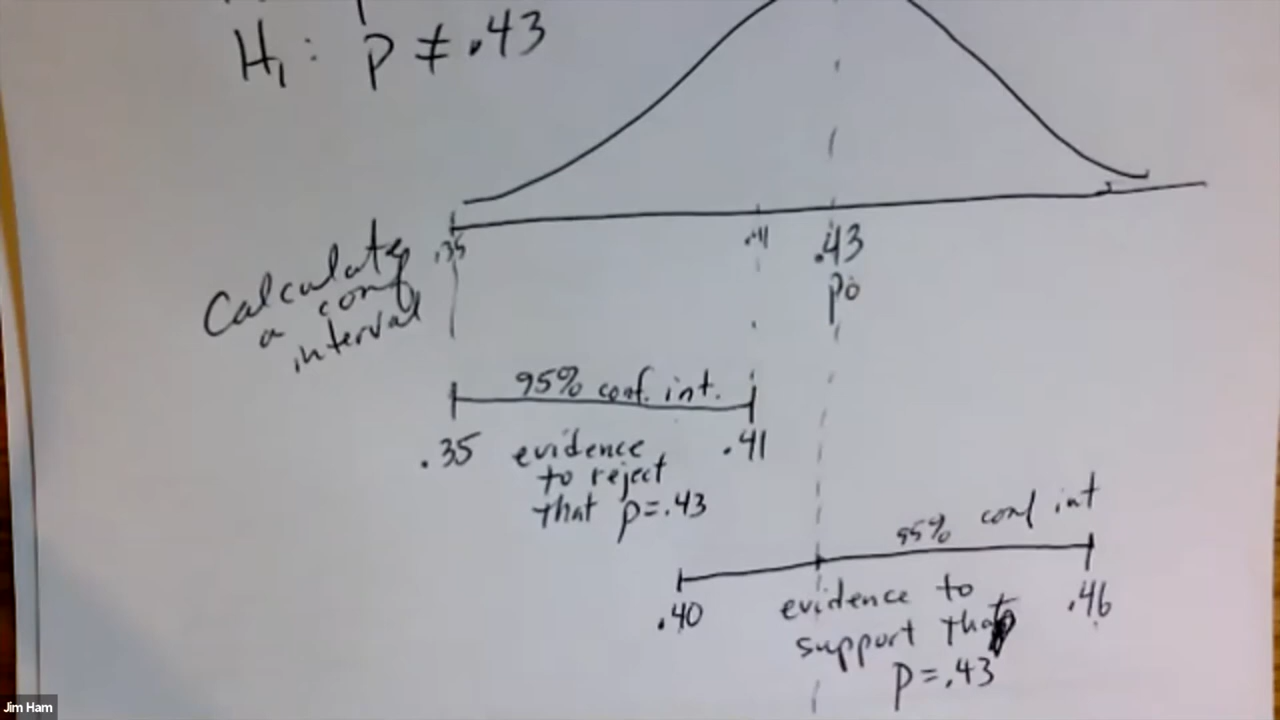 H₁: p ≠ .43
.35
.41
.43
po
Calculate
a conf
interval
95% conf. int.
.35
.41
evidence
to reject
that p=.43
95% conf int
.40
.46
evidence to
support that
p=.43
Jim Ham